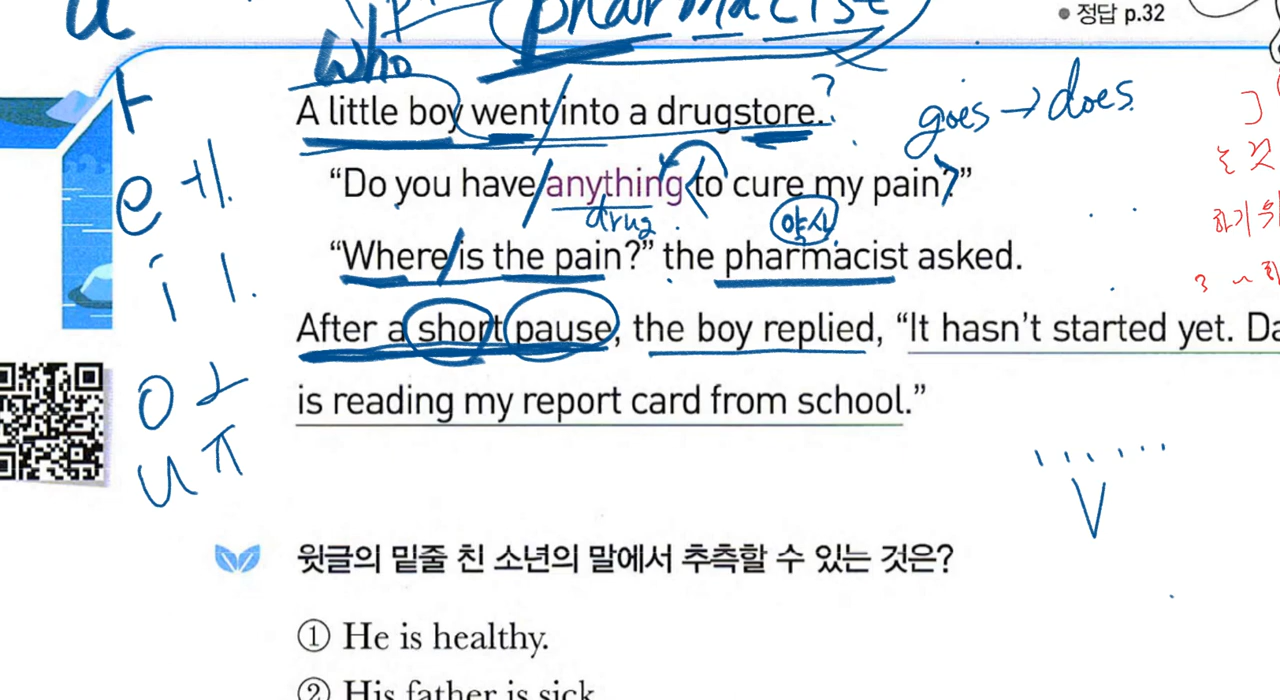 pharmacist
● 정답 p.32
Who
A little boy went into a drugstore.
?
goes → does
"Do you have anything to cure my pain?"
drug
약사
"Where is the pain?" the pharmacist asked.
After a short pause, the boy replied, "It hasn't started yet. Da
is reading my report card from school."
e ㅔ
i ㅣ
o ㅗ
u ㅠ
V
윗글의 밑줄 친 소년의 말에서 추측할 수 있는 것은?
① He is healthy.
② His father is sick.